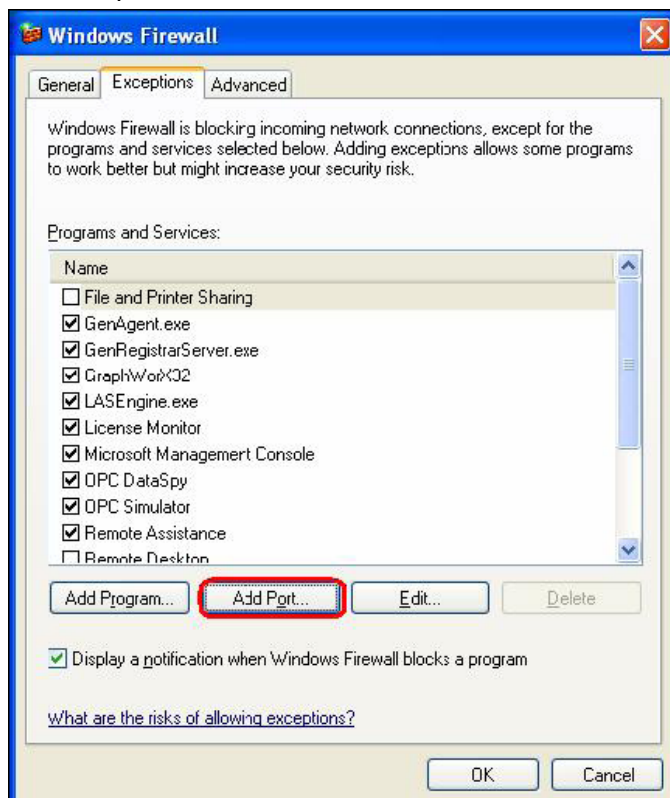 Windows Firewall
General Exceptions Advanced
Windows Firewall is blocking incoming network connections, except for the
programs and services selected below. Adding exceptions allows some programs
to work better but might increase your security risk.
Programs and Services:
Name
File and Printer Sharing
GenAgent.exe
GenRegistrarServer.exe
GraphWorX32
LASEngine.exe
License Monitor
Microsoft Management Console
OPC DataSpy
OPC Simulator
Remote Assistance
Remote Desktop
Add Program... Add Port... Edit... Delete
Display a notification when Windows Firewall blocks a program
What are the risks of allowing exceptions?
OK Cancel